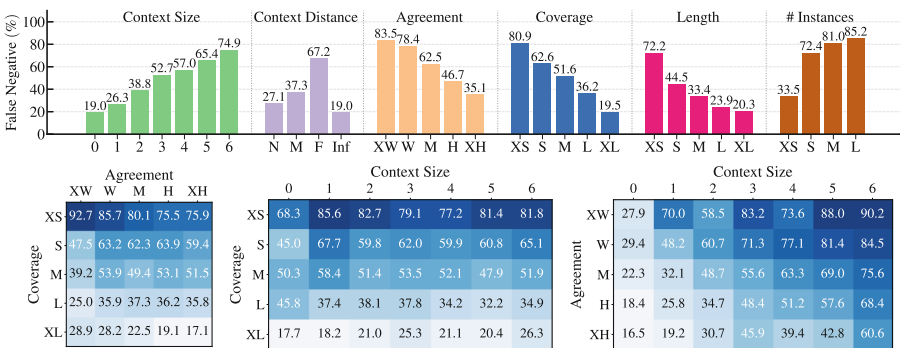 Context Size Context Distance Agreement Coverage Length # Instances
False Negative (%)
100
80
60
40
20
0
19.0 26.3 38.8 52.7 57.0 65.4 74.9
27.1 37.3 67.2 19.0
83.5 78.4 62.5 46.7 35.1
80.9 62.6 51.6 36.2 19.5
72.2 44.5 33.4 23.9 20.3
33.5 72.4 81.0 85.2
0 1 2 3 4 5 6 N M F Inf XW W M H XH XS S M L XL XS S M L XL XS S M L
Agreement
XW W M H XH
Coverage
XS 92.7 85.7 80.1 75.5 75.9
S 47.5 63.2 62.3 63.9 59.4
M 39.2 53.9 49.4 53.1 51.5
L 25.0 35.9 37.3 36.2 35.8
XL 28.9 28.2 22.5 19.1 17.1
Context Size
0 1 2 3 4 5 6
Coverage
XS 68.3 85.6 82.7 79.1 77.2 81.4 81.8
S 45.0 67.7 59.8 62.0 59.9 60.8 65.1
M 50.3 58.4 51.4 53.5 52.1 47.9 51.9
L 45.8 37.4 38.1 37.8 34.2 32.2 34.9
XL 17.7 18.2 21.0 25.3 21.1 20.4 26.3
Context Size
0 1 2 3 4 5 6
Agreement
XW 27.9 70.0 58.5 83.2 73.6 88.0 90.2
W 29.4 48.2 60.7 71.3 77.1 81.4 84.5
M 22.3 32.1 48.7 55.6 63.3 69.0 75.6
H 18.4 25.8 34.7 48.4 51.2 57.6 68.4
XH 16.5 19.2 30.7 45.9 39.4 42.8 60.6